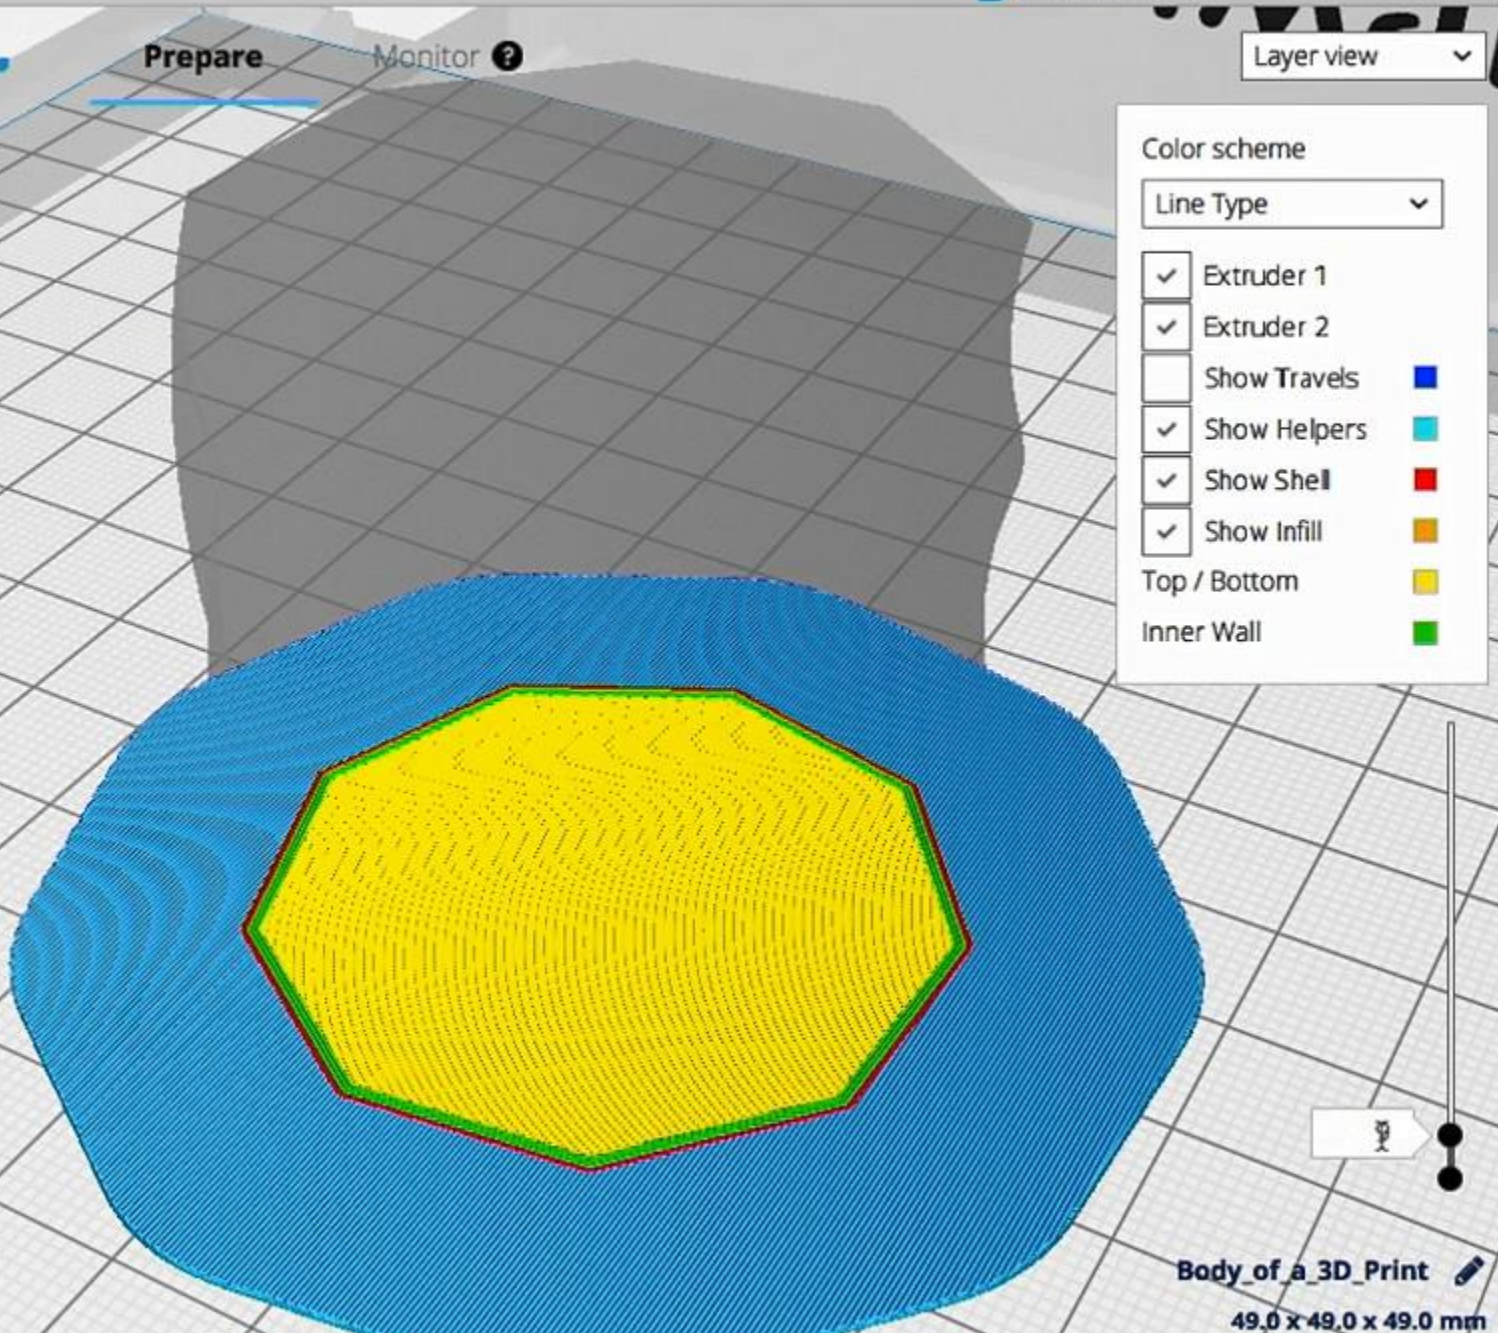 Prepare
Monitor ?
Layer view
Color scheme
Line Type
Extruder 1
Extruder 2
Show Travels
Show Helpers
Show Shell
Show Infill
Top / Bottom
Inner Wall
Body_of_a_3D_Print
49.0 x 49.0 x 49.0 mm